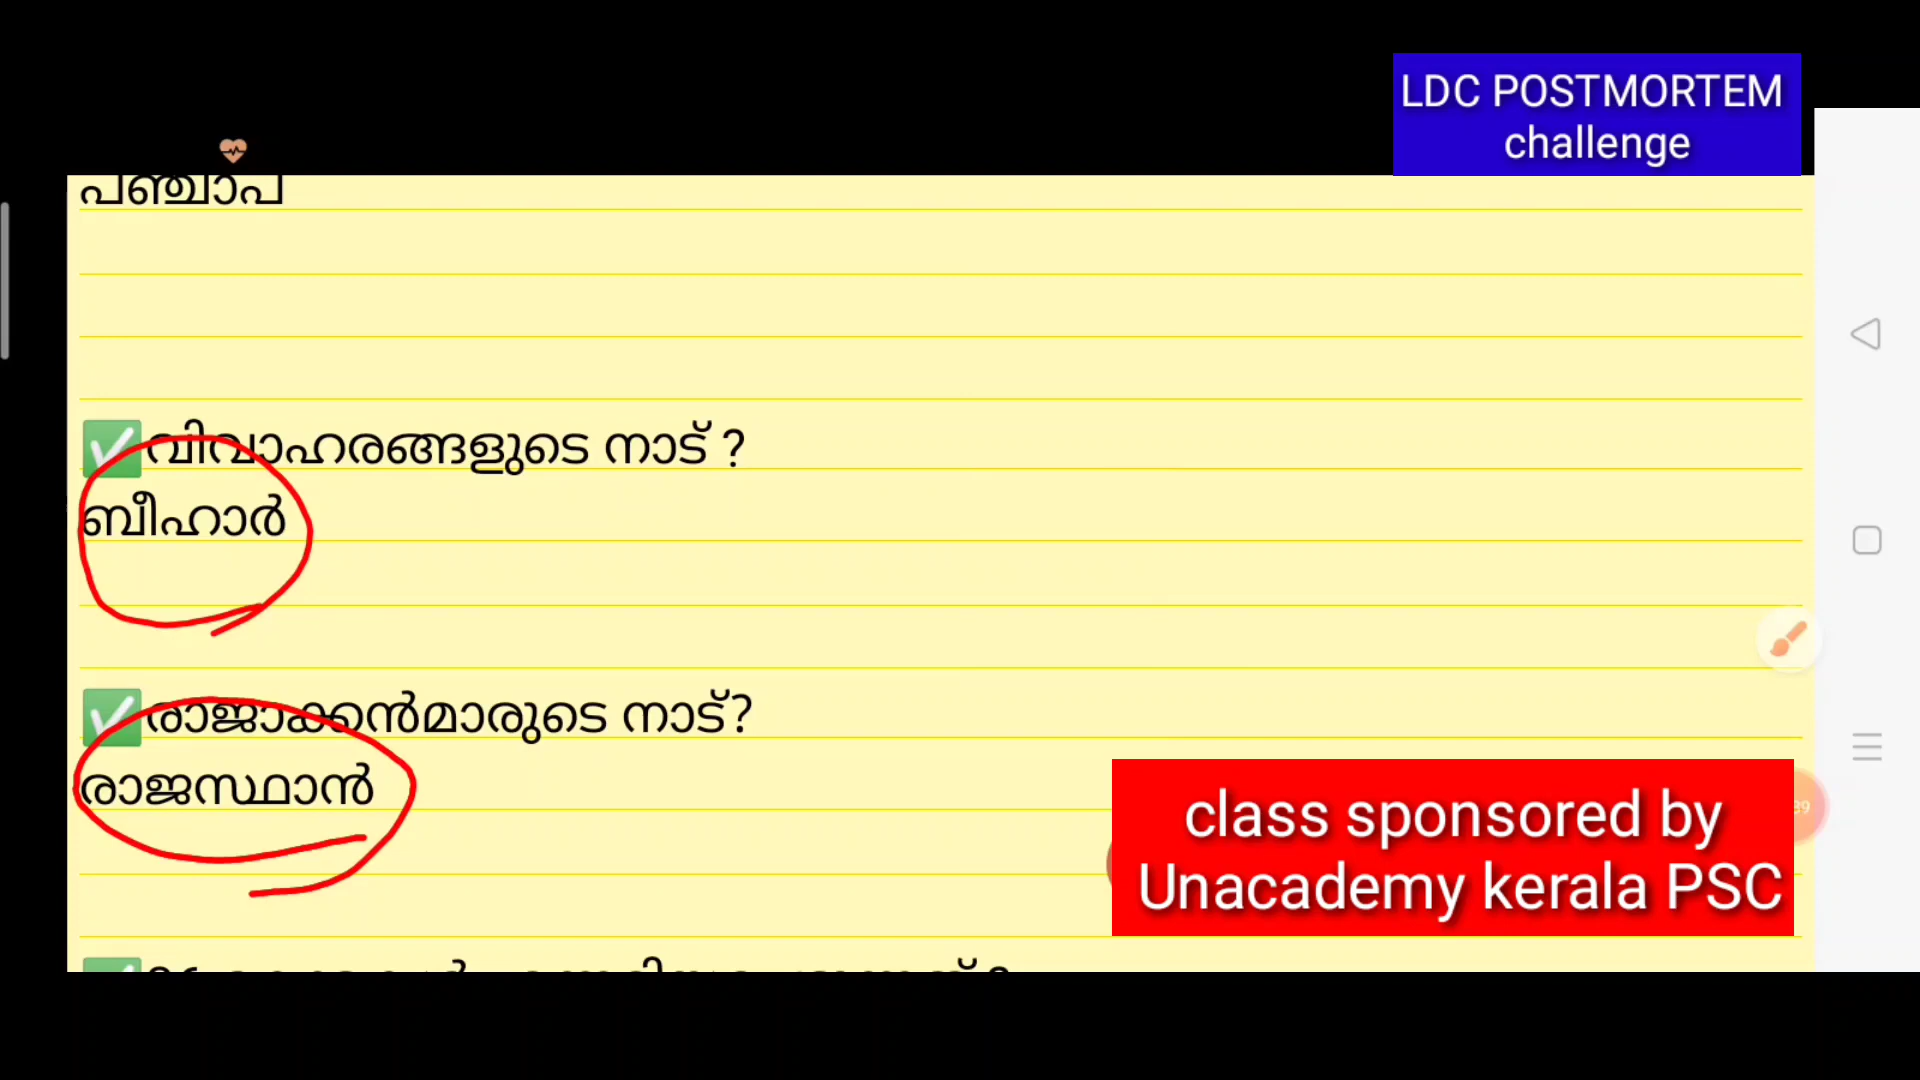 LDC POSTMORTEM
challenge
✅വിവാഹരങ്ങളുടെ നാട് ?
ബീഹാർ
✅രാജാക്കൻമാരുടെ നാട്?
രാജസ്ഥാൻ
class sponsored by
Unacademy kerala PSC